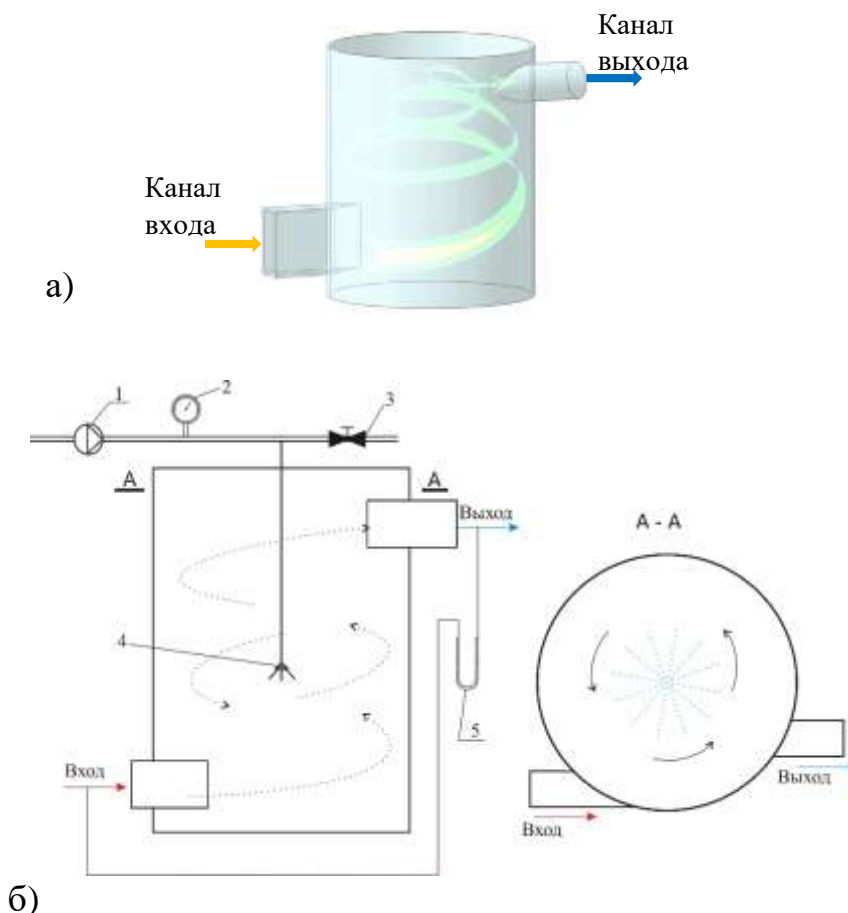 Канал
выхода
Канал
входа
а)
1
2
3
А
А
Выход
А - А
4
5
Вход
Выход
Вход
б)